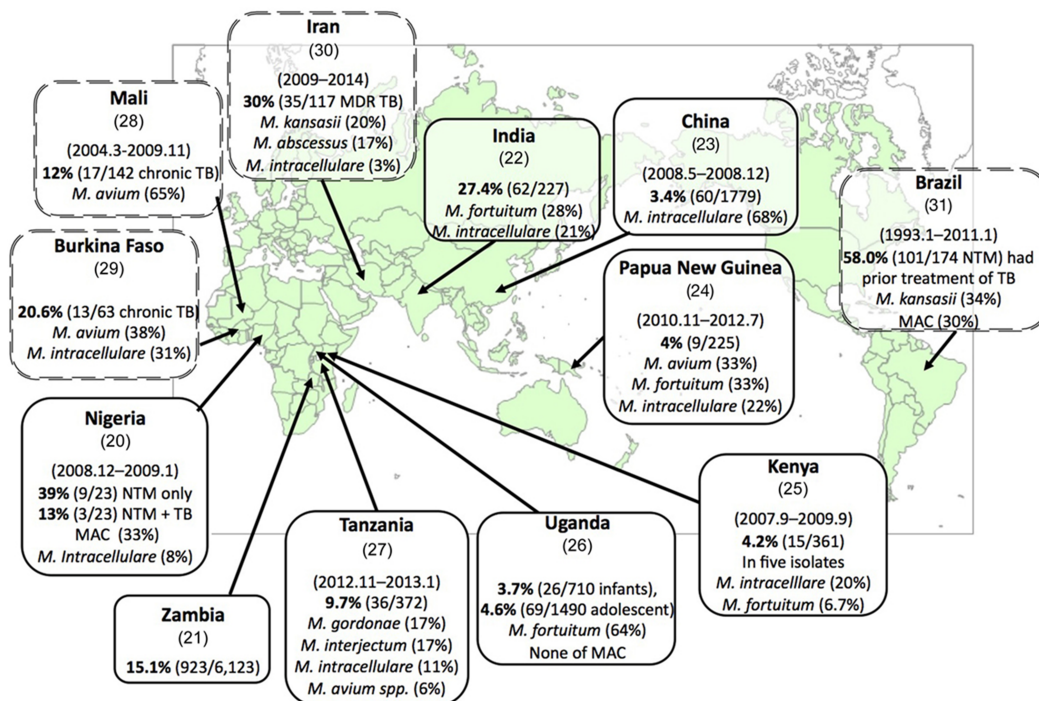 Iran
(30)
(2009–2014)
30% (35/117 MDR TB)
M. kansasii (20%)
M. abscessus (17%)
M. intracellulare (3%)
Mali
(28)
(2004.3-2009.11)
12% (17/142 chronic TB)
M. avium (65%)
India
(22)
27.4% (62/227)
M. fortuitum (28%)
M. intracellulare (21%)
China
(23)
(2008.5–2008.12)
3.4% (60/1779)
M. intracellulare (68%)
Brazil
(31)
(1993.1–2011.1)
58.0% (101/174 NTM) had
prior treatment of TB
M. kansasii (34%)
MAC (30%)
Burkina Faso
(29)
20.6% (13/63 chronic TB)
M. avium (38%)
M. intracellulare (31%)
Papua New Guinea
(24)
(2010.11–2012.7)
4% (9/225)
M. avium (33%)
M. fortuitum (33%)
M. intracellulare (22%)
Nigeria
(20)
(2008.12–2009.1)
39% (9/23) NTM only
13% (3/23) NTM + TB
MAC (33%)
M. Intracellulare (8%)
Kenya
(25)
(2007.9–2009.9)
4.2% (15/361)
In five isolates
M. intracelllare (20%)
M. fortuitum (6.7%)
Tanzania
(27)
(2012.11–2013.1)
9.7% (36/372)
M. gordonae (17%)
M. interjectum (17%)
M. intracellulare (11%)
M. avium spp. (6%)
Uganda
(26)
3.7% (26/710 infants),
4.6% (69/1490 adolescent)
M. fortuitum (64%)
None of MAC
Zambia
(21)
15.1% (923/6,123)